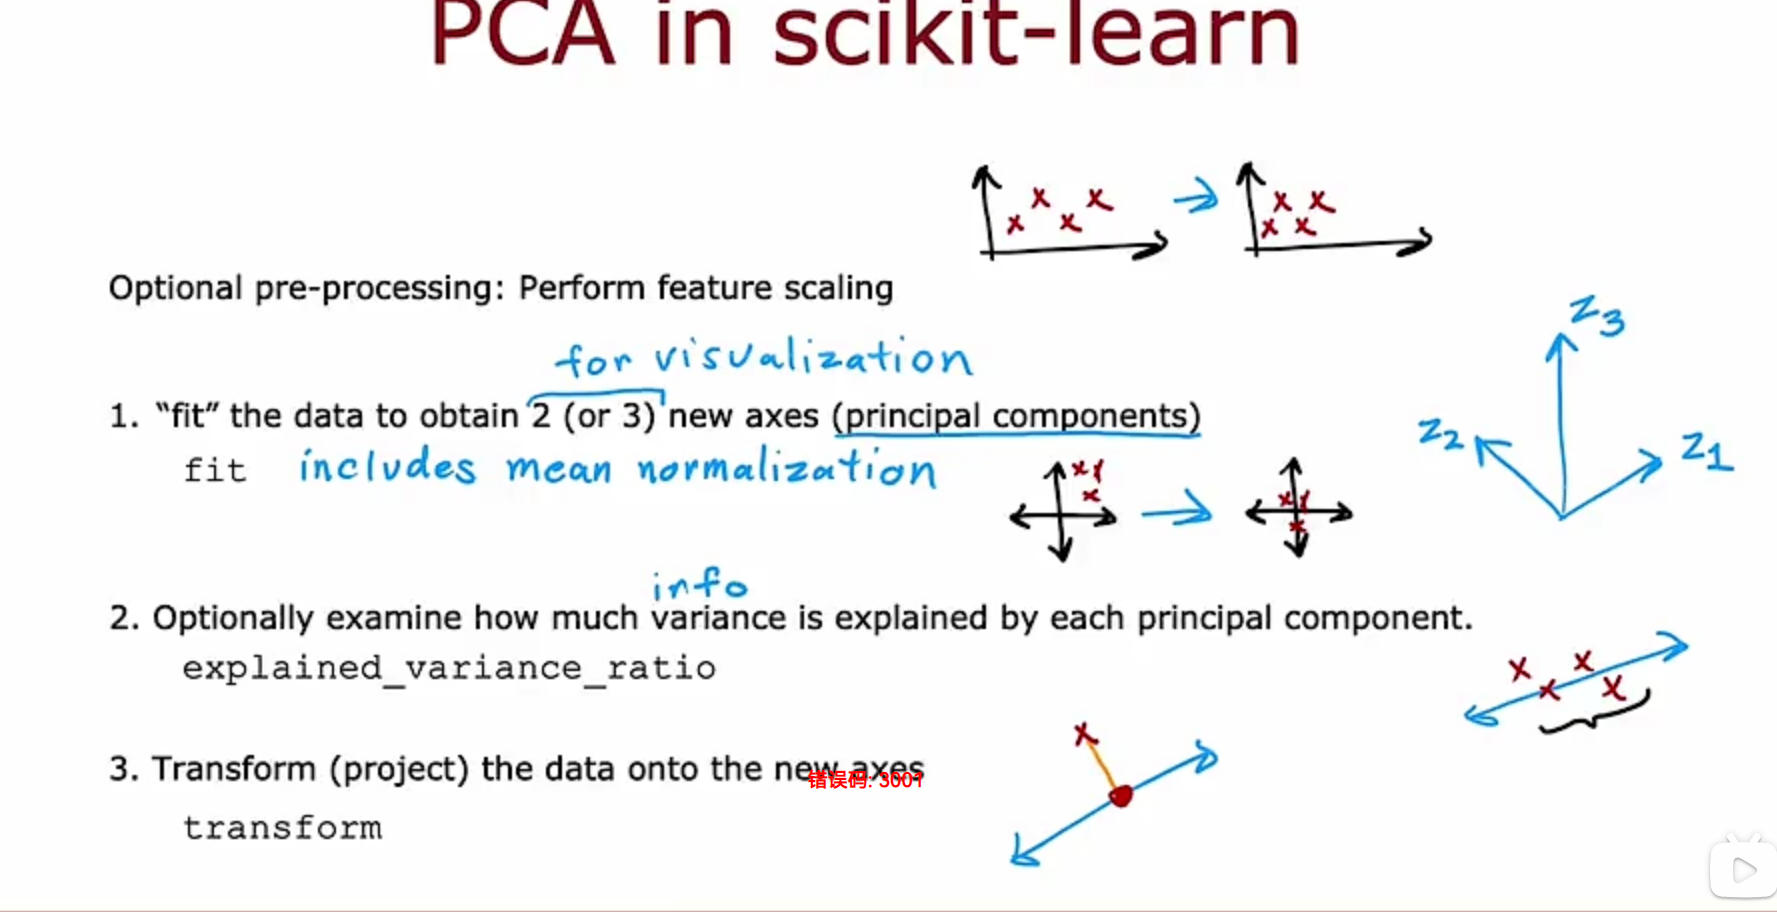 PCA in scikit-learn
Optional pre-processing: Perform feature scaling
for visualization
1. “fit” the data to obtain 2 (or 3) new axes (principal components)
fit includes mean normalization
z3
z2
z1
info
2. Optionally examine how much variance is explained by each principal component.
explained_variance_ratio
3. Transform (project) the data onto the new axes
错误码: 3001
transform